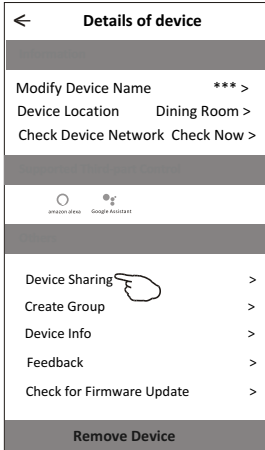 Details of device
Modify Device Name *** >
Device Location Dining Room >
Check Device Network Check Now >
amazon alexa Google Assistant
Device Sharing >
Create Group >
Device Info >
Feedback >
Check for Firmware Update >
Remove Device